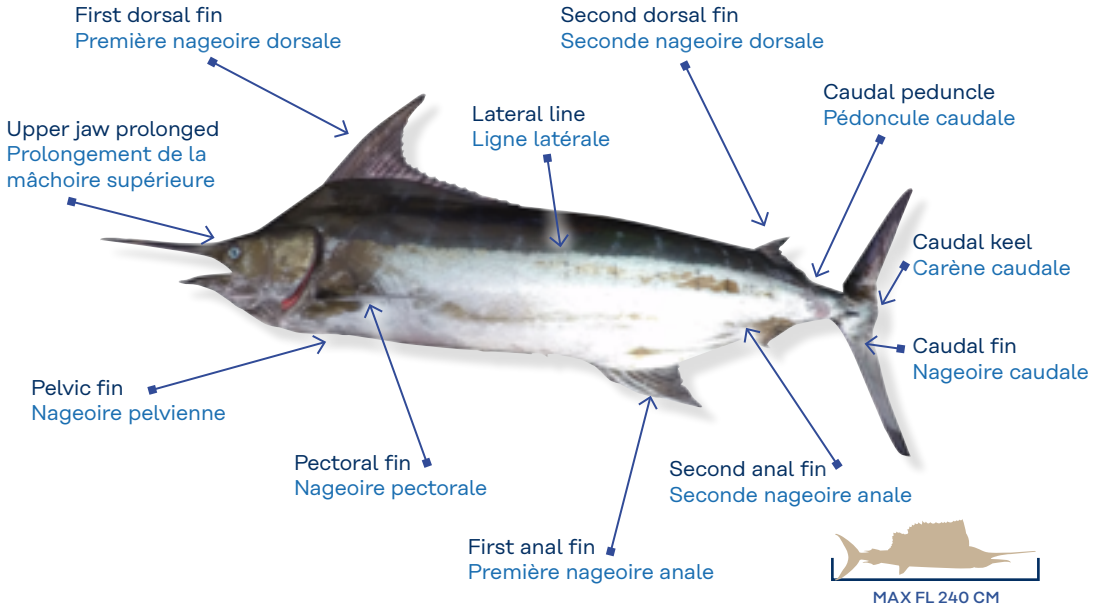 First dorsal fin
Première nageoire dorsale
Second dorsal fin
Seconde nageoire dorsale
Caudal peduncle
Pédoncule caudale
Lateral line
Ligne latérale
Upper jaw prolonged
Prolongement de la
mâchoire supérieure
Caudal keel
Carène caudale
Caudal fin
Nageoire caudale
Pelvic fin
Nageoire pelvienne
Pectoral fin
Nageoire pectorale
Second anal fin
Seconde nageoire anale
First anal fin
Première nageoire anale
MAX FL 240 CM